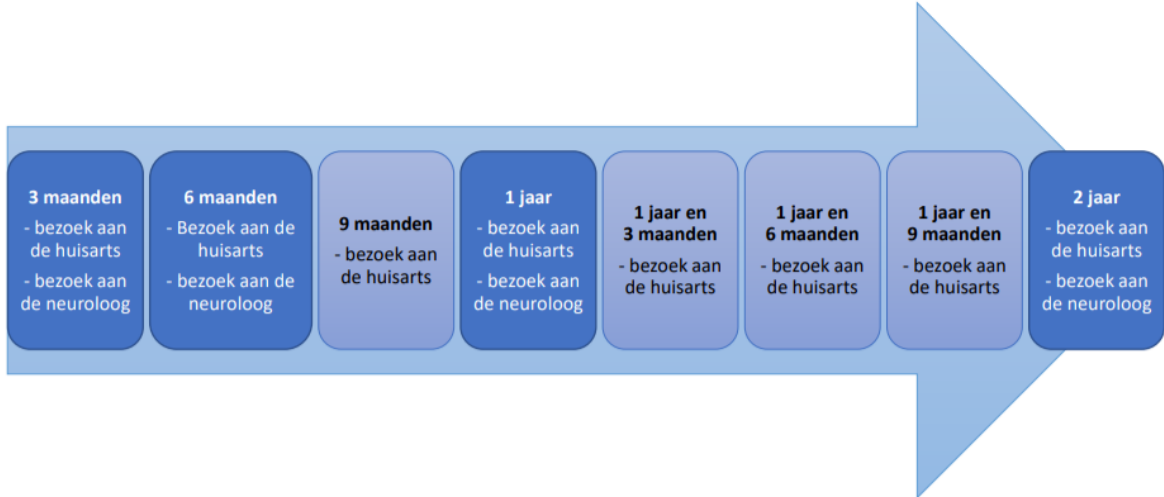 3 maanden
- bezoek aan
de huisarts
- bezoek aan
de neuroloog
6 maanden
- Bezoek aan de
huisarts
- bezoek aan de
neuroloog
9 maanden
- bezoek aan
de huisarts
1 jaar
- bezoek aan
de huisarts
- bezoek aan
de neuroloog
1 jaar en
3 maanden
- bezoek aan
de huisarts
1 jaar en
6 maanden
- bezoek aan
de huisarts
1 jaar en
9 maanden
- bezoek aan
de huisarts
2 jaar
- bezoek aan
de huisarts
- bezoek aan
de neuroloog